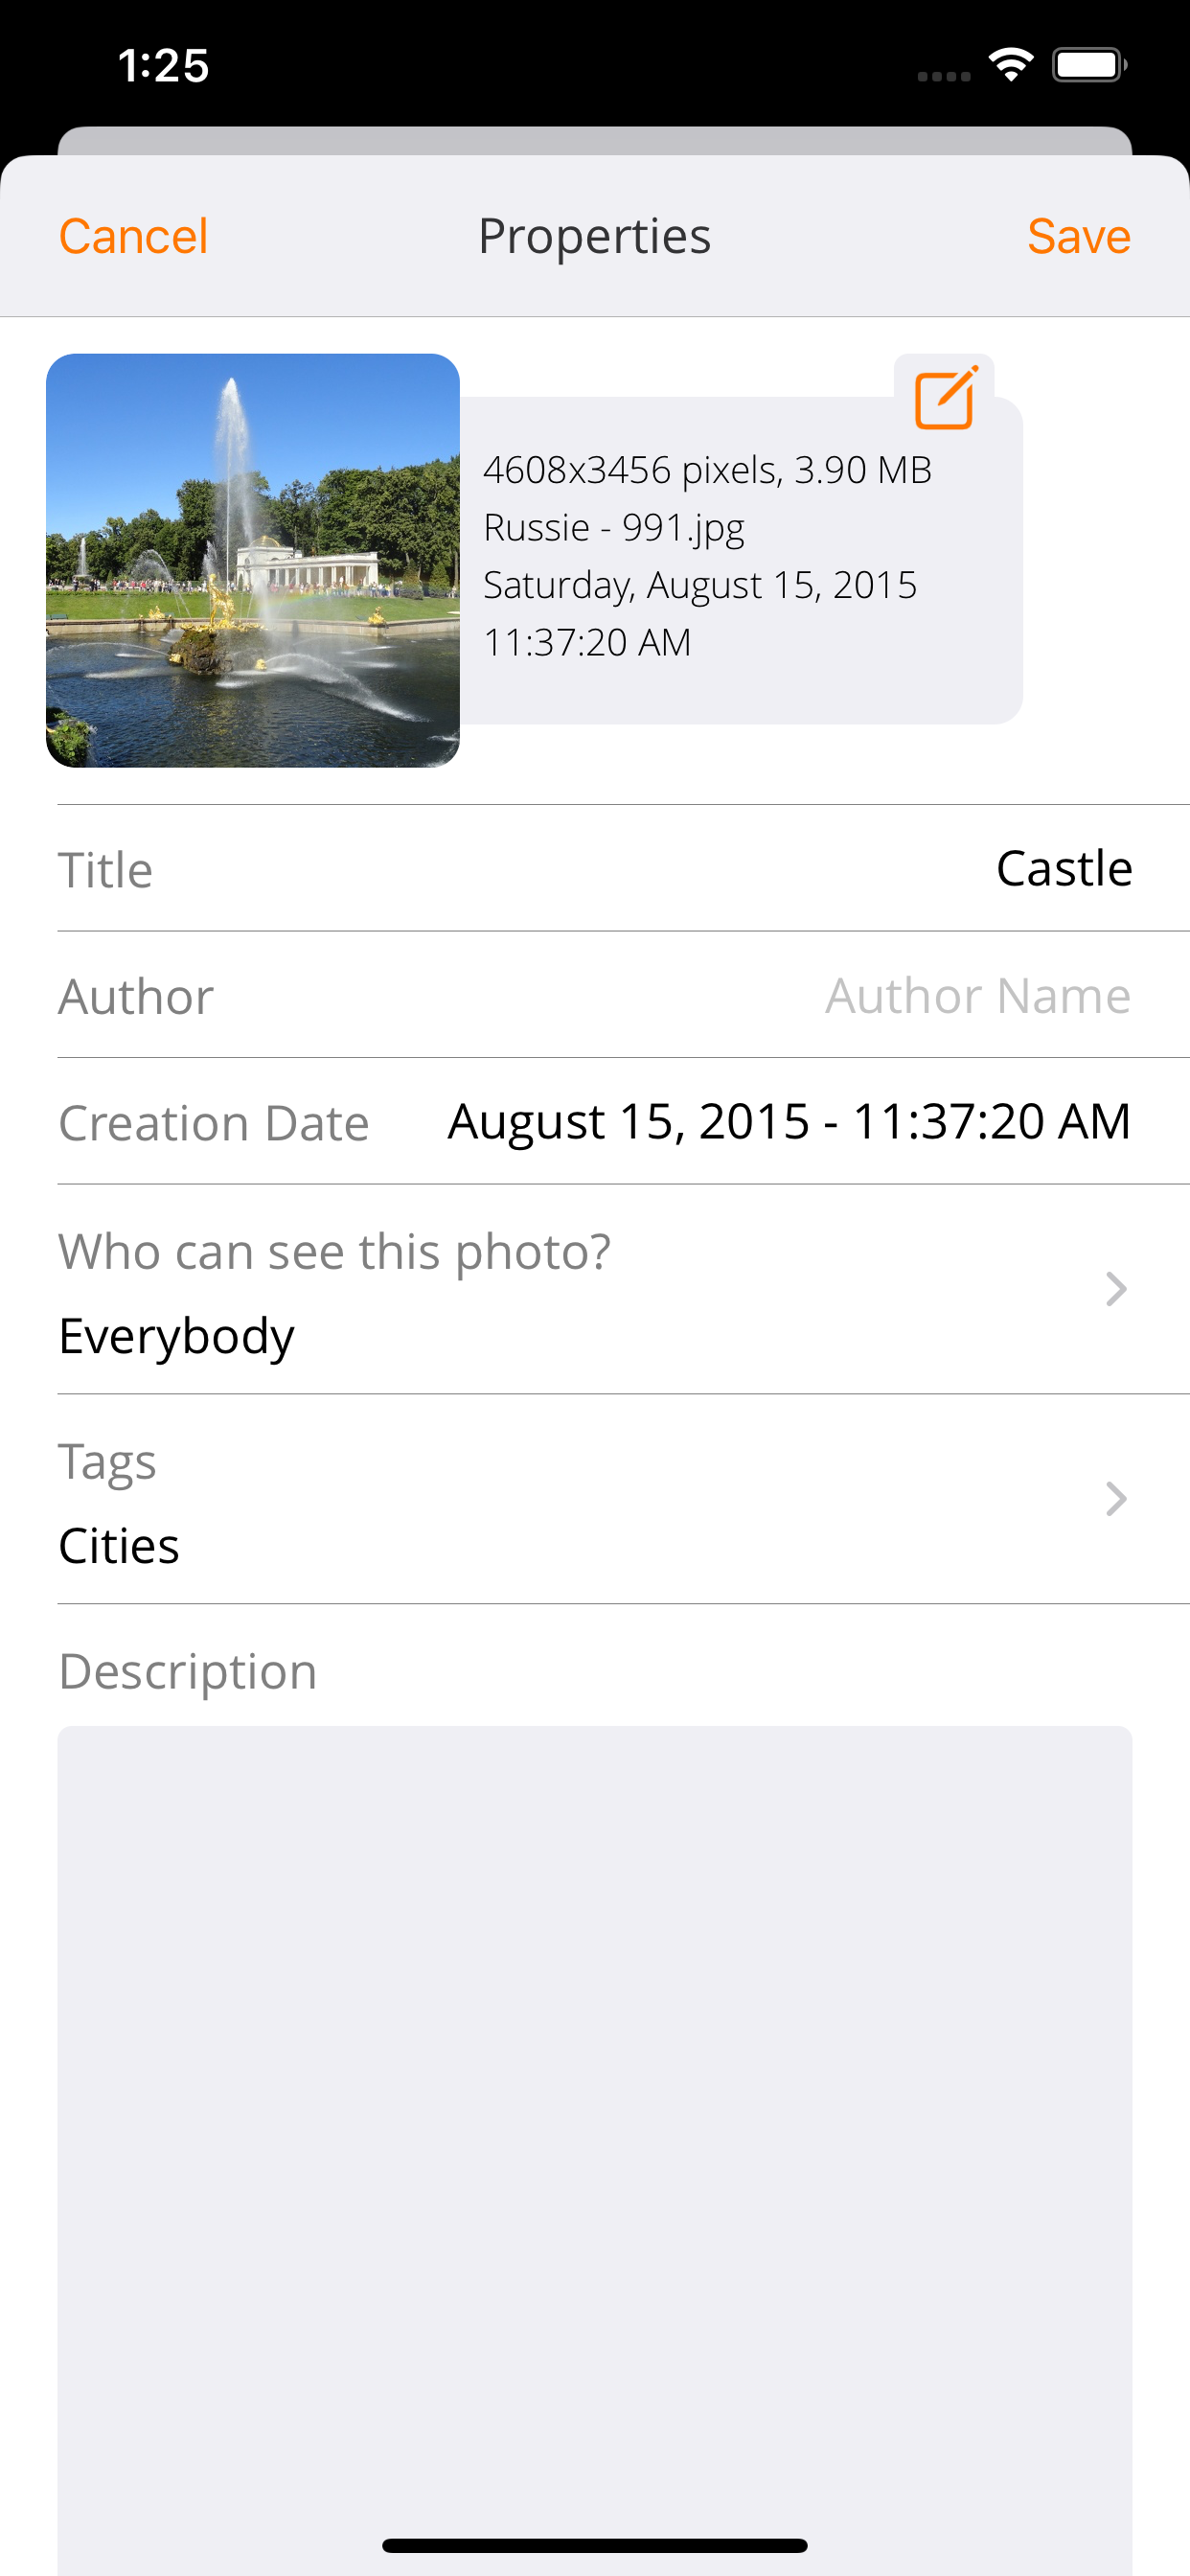 1:25
Cancel Properties Save
4608x3456 pixels, 3.90 MB
Russie - 991.jpg
Saturday, August 15, 2015
11:37:20 AM
Title Castle
Author Author Name
Creation Date August 15, 2015 - 11:37:20 AM
Who can see this photo?
Everybody
Tags
Cities
Description